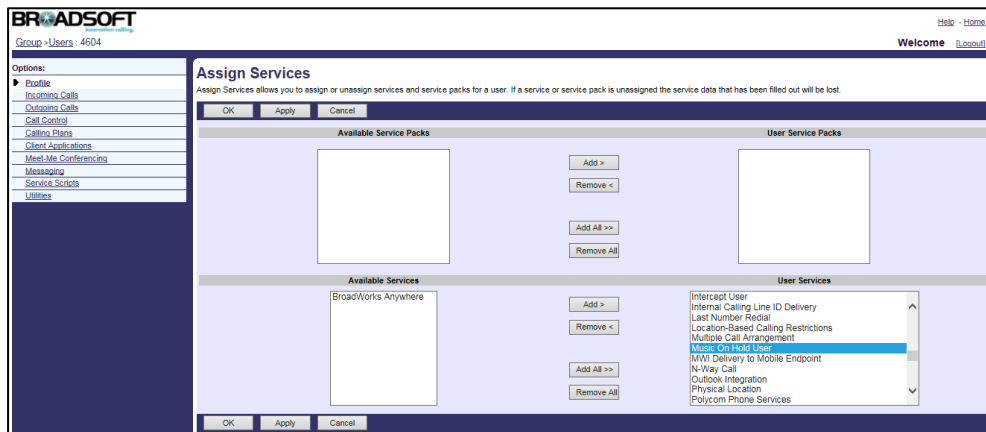 BROADSOFT
Innovation calling.
Help - Home
Group >Users : 4604
Welcome [Logout]
Options:
Profile
Incoming Calls
Outgoing Calls
Call Control
Calling Plans
Client Applications
Meet-Me Conferencing
Messaging
Service Scripts
Utilities
Assign Services
Assign Services allows you to assign or unassign services and service packs for a user. If a service or service pack is unassigned the service data that has been filled out will be lost.
OK Apply Cancel
Available Service Packs User Service Packs
Add >
Remove <
Add All >>
Remove All
Available Services User Services
BroadWorks Anywhere
Add >
Remove <
Add All >>
Remove All
Intercept User
Internal Calling Line ID Delivery
Last Number Redial
Location-Based Calling Restrictions
Multiple Call Arrangement
Music On Hold User
MWI Delivery to Mobile Endpoint
N-Way Call
Outlook Integration
Physical Location
Polycom Phone Services
OK Apply Cancel